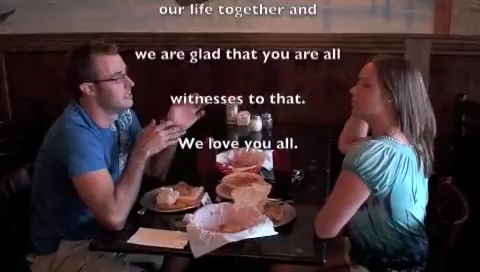 our life together and
we are glad that you are all
witnesses to that.
We love you all.